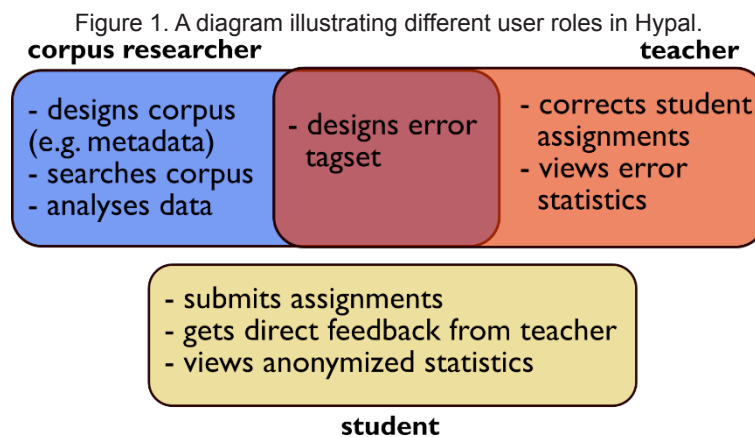 Figure 1. A diagram illustrating different user roles in Hypal.
corpus researcher
teacher
- designs corpus
(e.g. metadata)
- searches corpus
- analyses data
- designs error
tagset
- corrects student
assignments
- views error
statistics
- submits assignments
- gets direct feedback from teacher
- views anonymized statistics
student